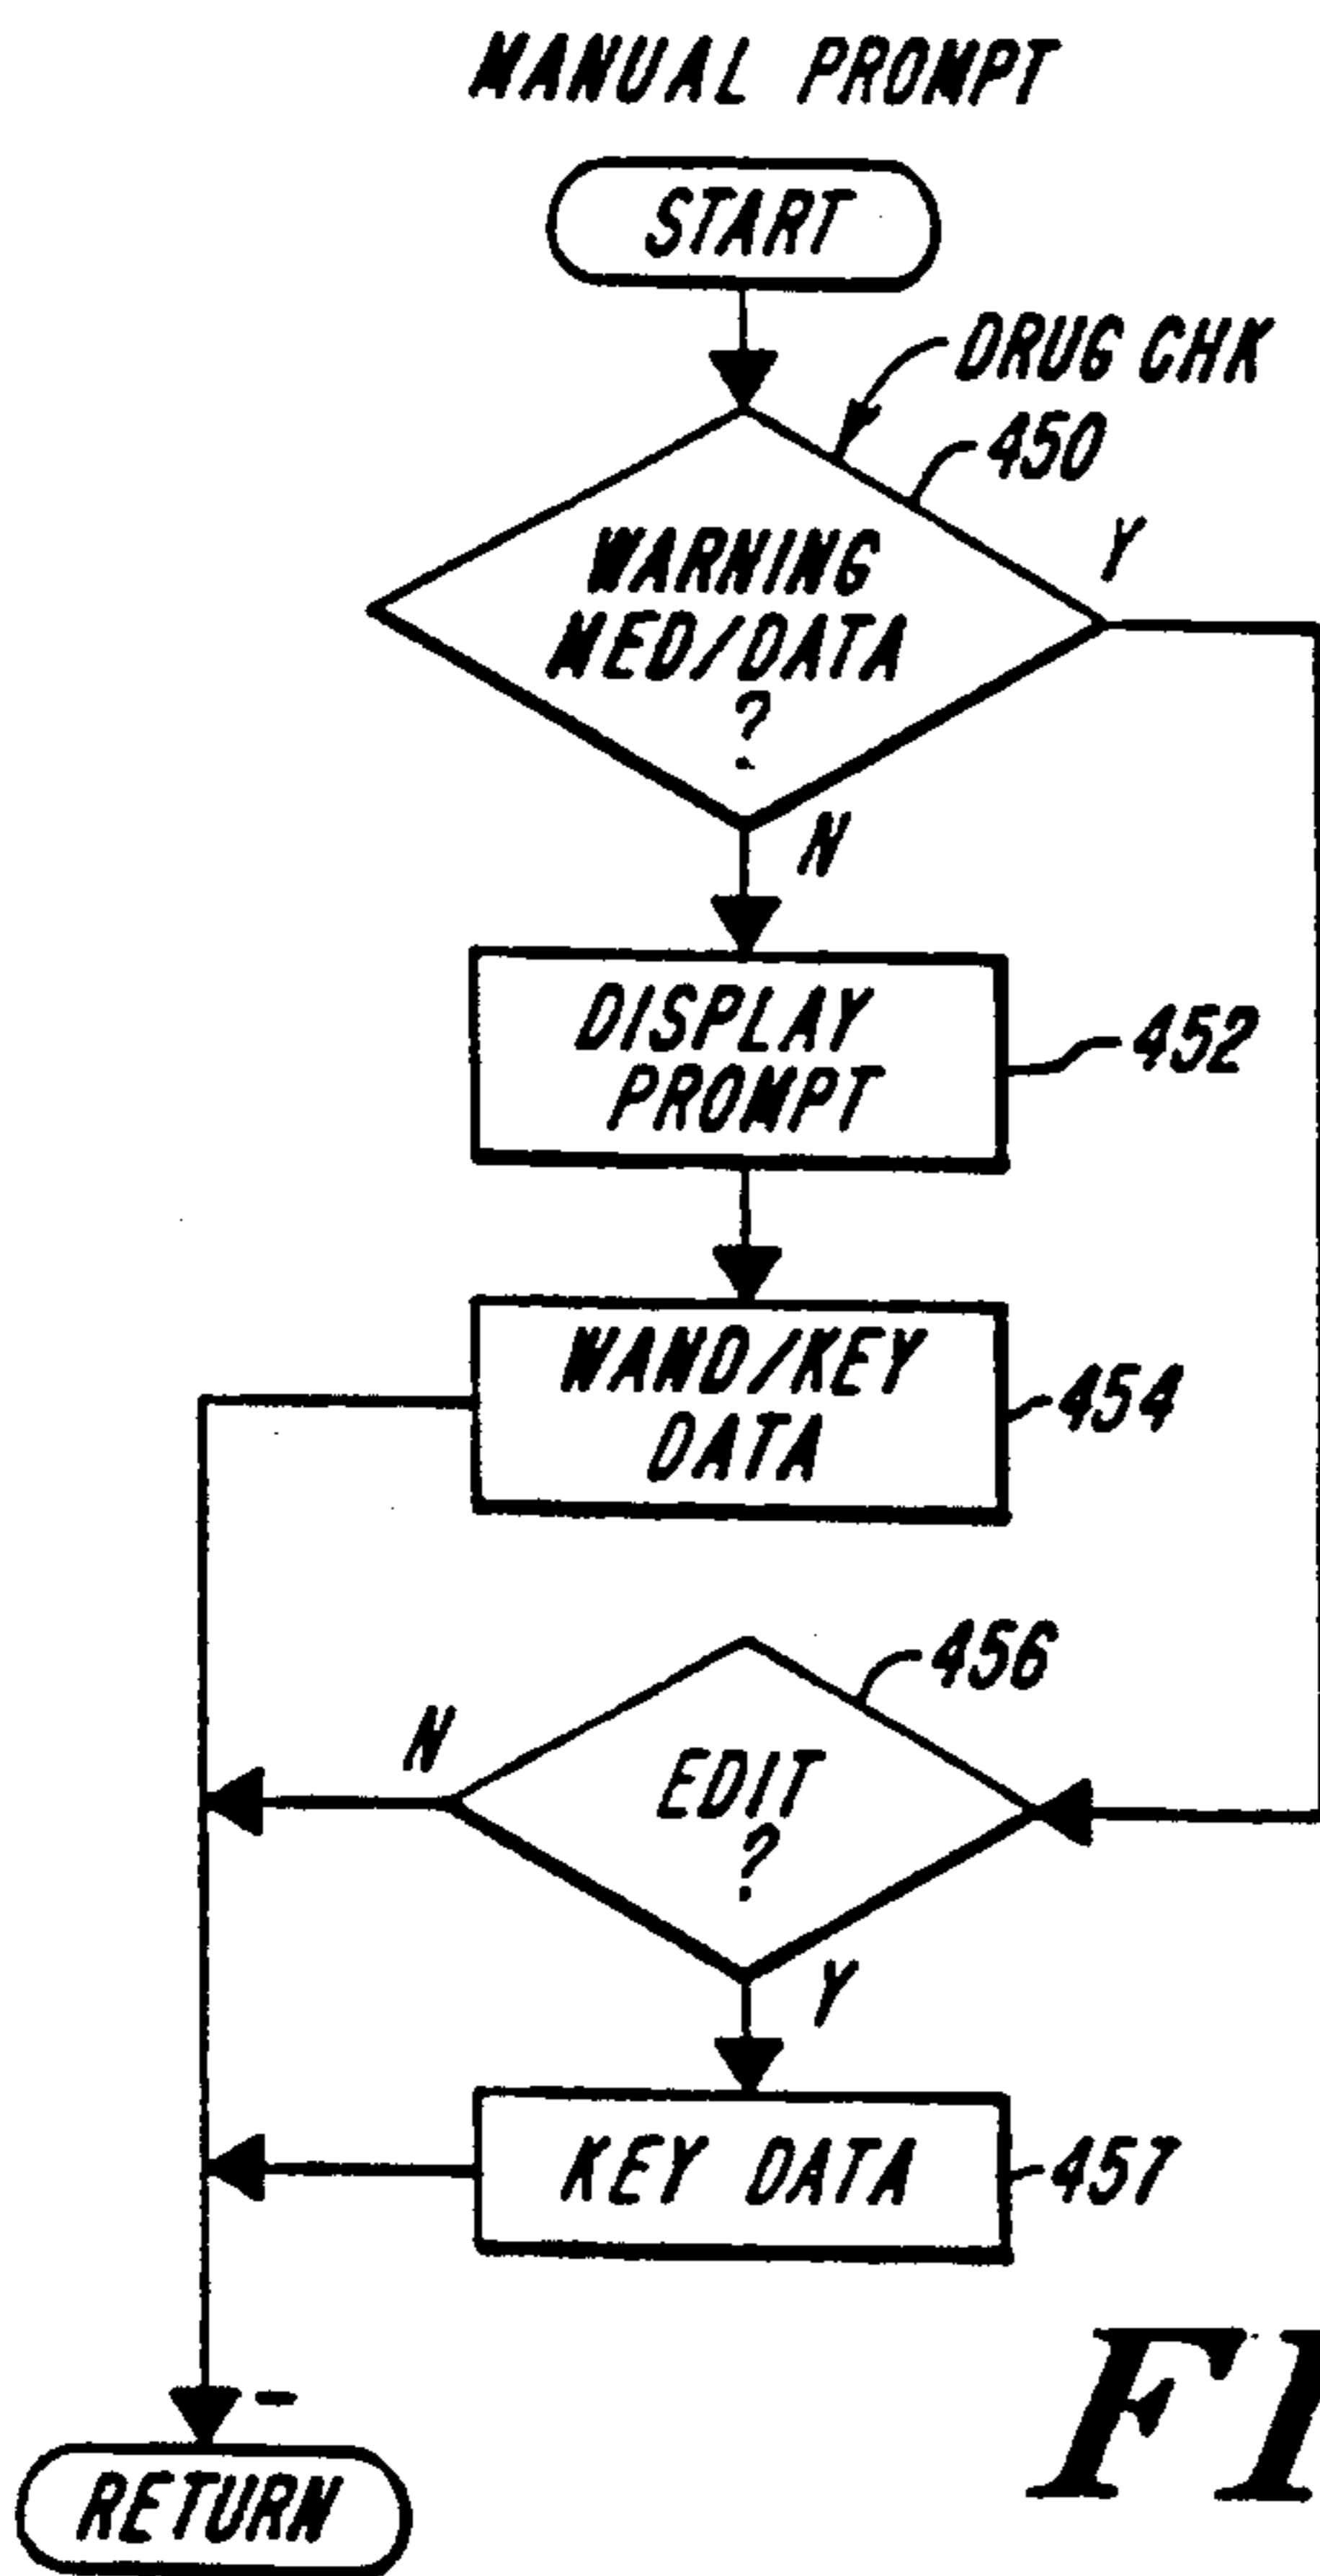 MANUAL PROMPT
START
DRUG CHK
450
Y
WARNING
MED/DATA
?
N
DISPLAY
PROMPT
452
WAND/KEY
DATA
454
456
N
EDIT
?
Y
KEY DATA
457
RETURN
FI